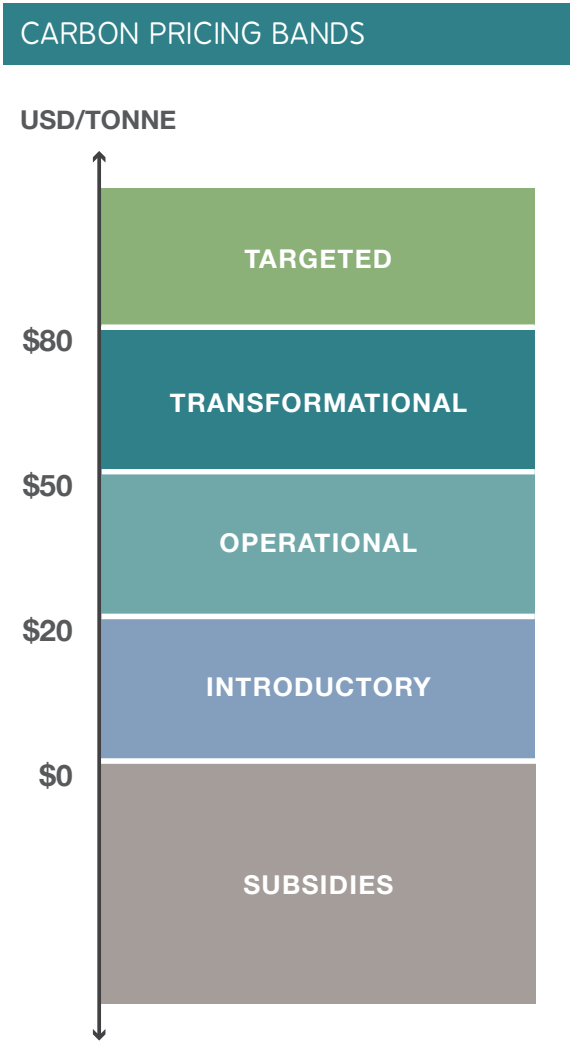 CARBON PRICING BANDS
USD/TONNE
TARGETED
$80
TRANSFORMATIONAL
$50
OPERATIONAL
$20
INTRODUCTORY
$0
SUBSIDIES